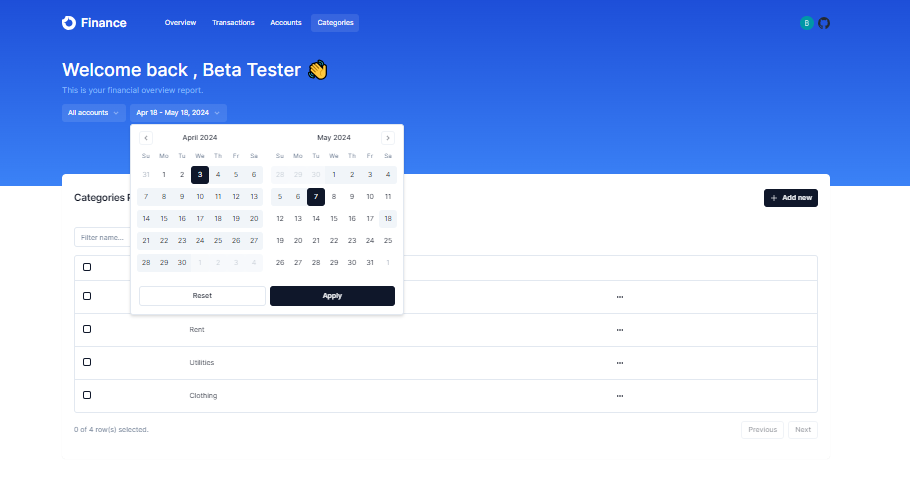 Finance Overview Transactions Accounts Categories B
Welcome back , Beta Tester 👋
This is your financial overview report.
All accounts Apr 18 - May 18, 2024
April 2024 May 2024
Su Mo Tu We Th Fr Sa Su Mo Tu We Th Fr Sa
31 1 2 3 4 5 6 28 29 30 1 2 3 4
7 8 9 10 11 12 13 5 6 7 8 9 10 11
14 15 16 17 18 19 20 12 13 14 15 16 17 18
21 22 23 24 25 26 27 19 20 21 22 23 24 25
28 29 30 1 2 3 4 26 27 28 29 30 31 1
Reset Apply
Categories
Add new
Filter name...
Rent
Utilities
Clothing
0 of 4 row(s) selected.
Previous Next